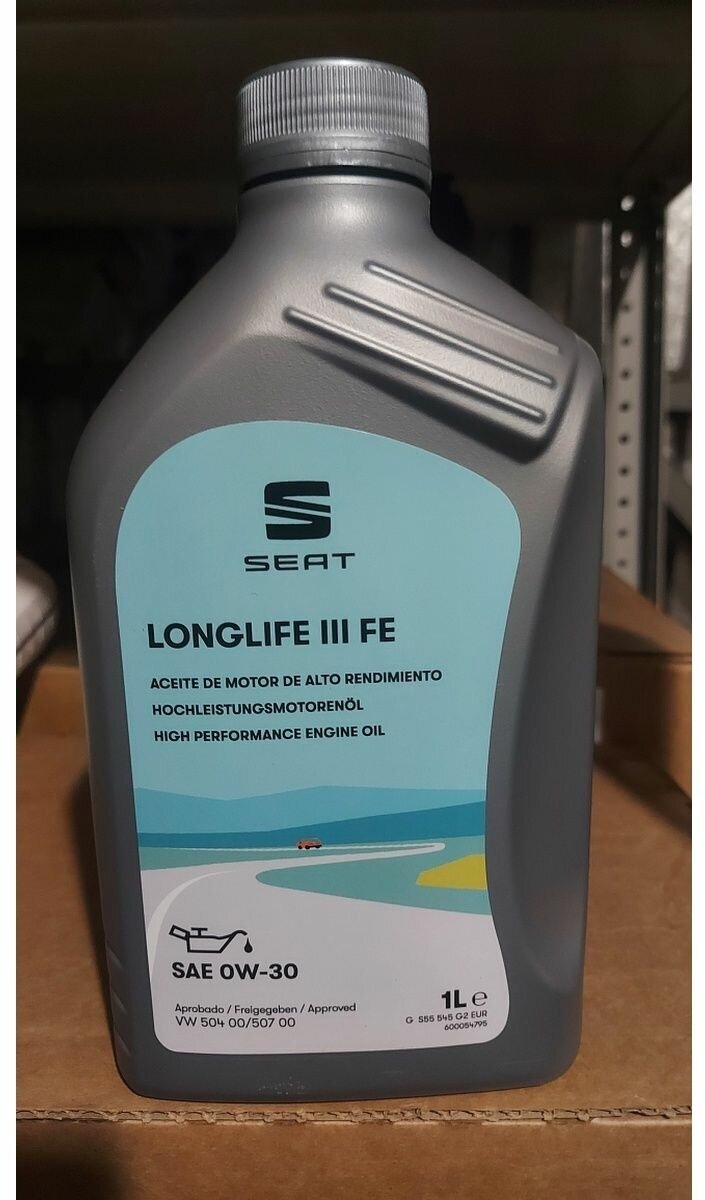 SEAT
LONGLIFE III FE
ACEITE DE MOTOR DE ALTO RENDIMIENTO
HOCHLEISTUNGSMOTORENÖL
HIGH PERFORMANCE ENGINE OIL
SAE 0W-30
Aprobado / Freigegeben / Approved
VW 504 00/507 00
1L ℮
G S55 545 G2 EUR
600054795